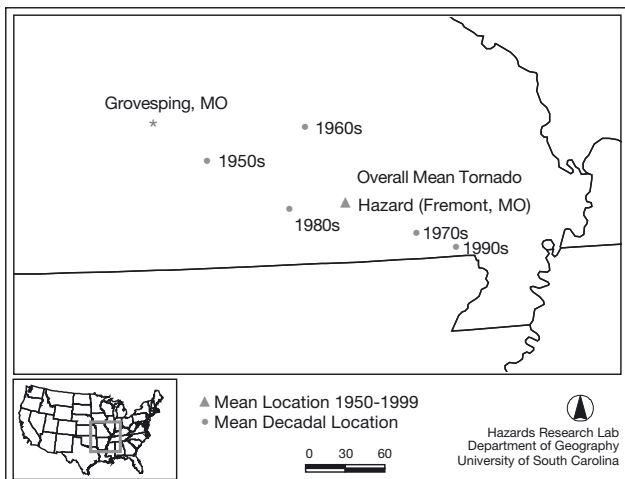 Grovesping, MO
*
1960s
1950s
Overall Mean Tornado
Hazard (Fremont, MO)
1980s
1970s
1990s
Mean Location 1950-1999
Mean Decadal Location
0 30 60
Hazards Research Lab
Department of Geography
University of South Carolina